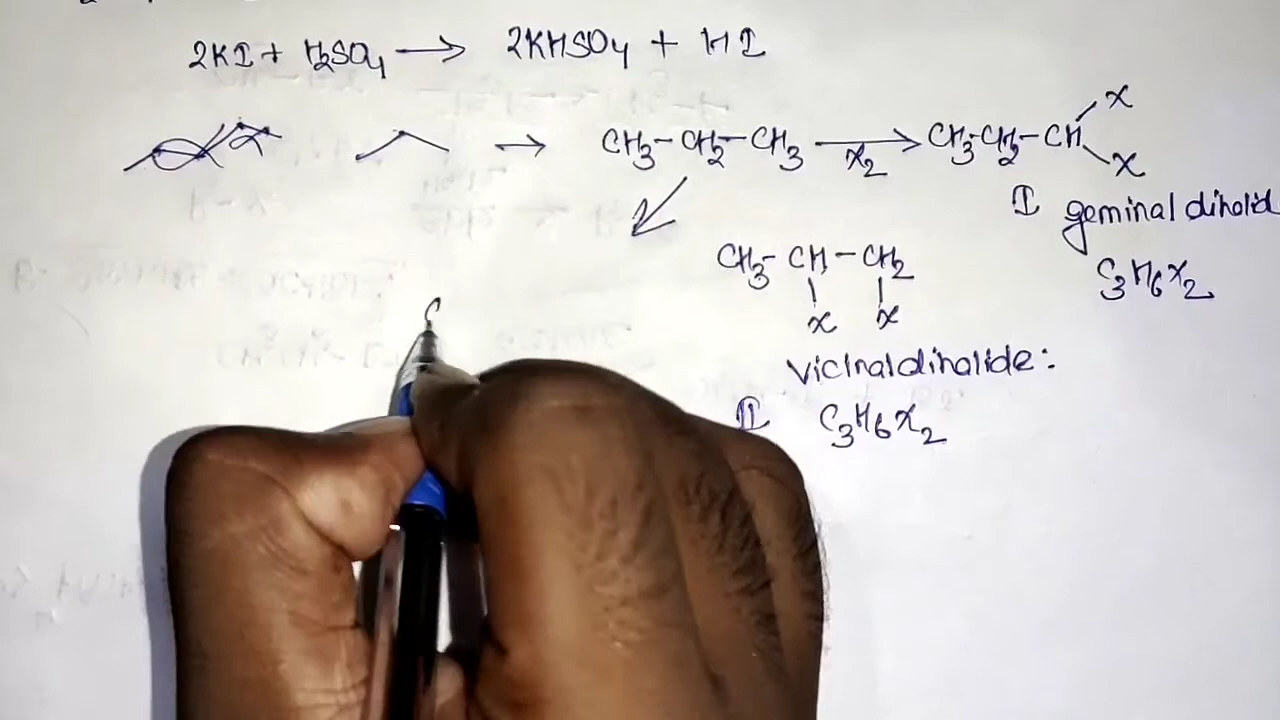 2KI + H2SO4 → 2KHSO4 + HI
→ CH3-CH2-CH3 →X2 CH3-CH2-CH
X
X
I geminal dihalid
C3H6X2
CH3-CH-CH2
X X
Vicinaldihalide:
II C3H6X2